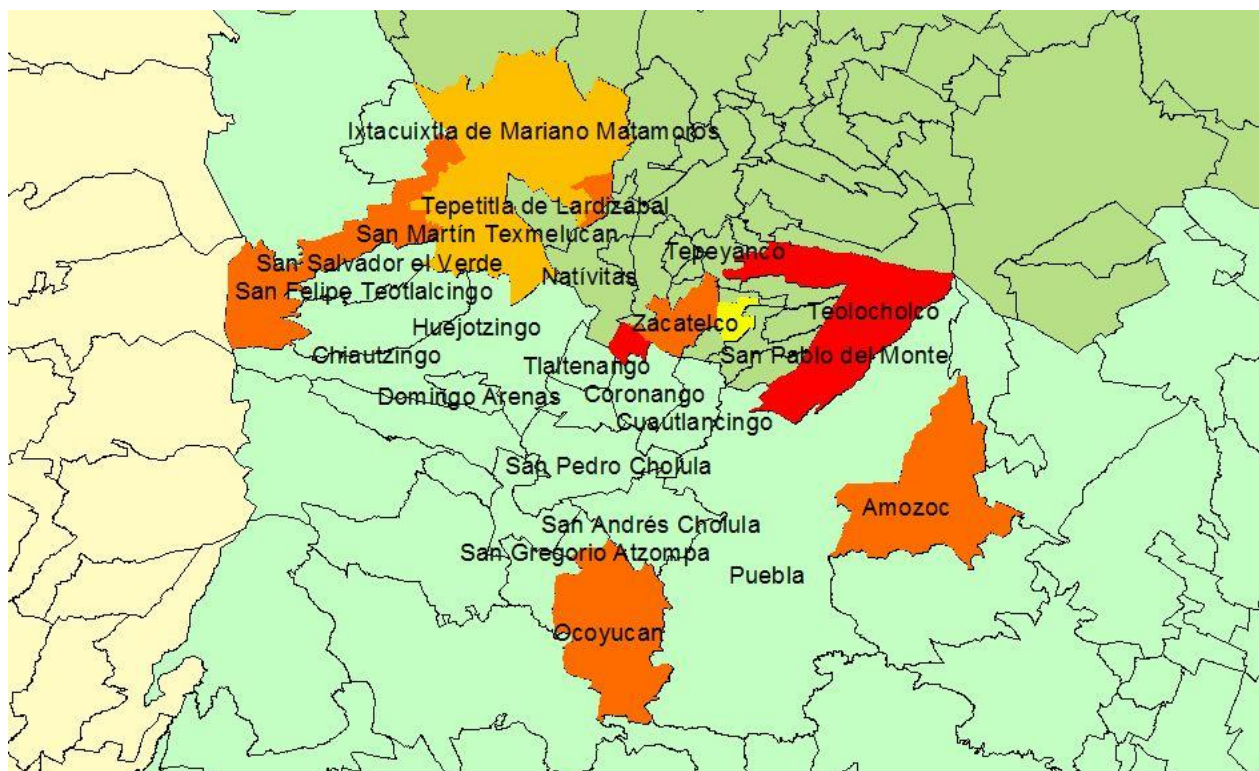 Ixtacuixtla de Mariano Matamoros
Tepetitla de Lardizábal
San Martín Texmelucan
Tepeyanco
San Salvador el Verde
Natívitas
San Felipe Teotlalcingo
Teolocholco
Huejotzingo
Zacatelco
Chiautzingo
San Pablo del Monte
Tlaltenango
Domingo Arenas
Coronango
Cuautlancingo
San Pedro Cholula
Amozoc
San Andrés Cholula
San Gregorio Atzompa
Puebla
Ocoyucan